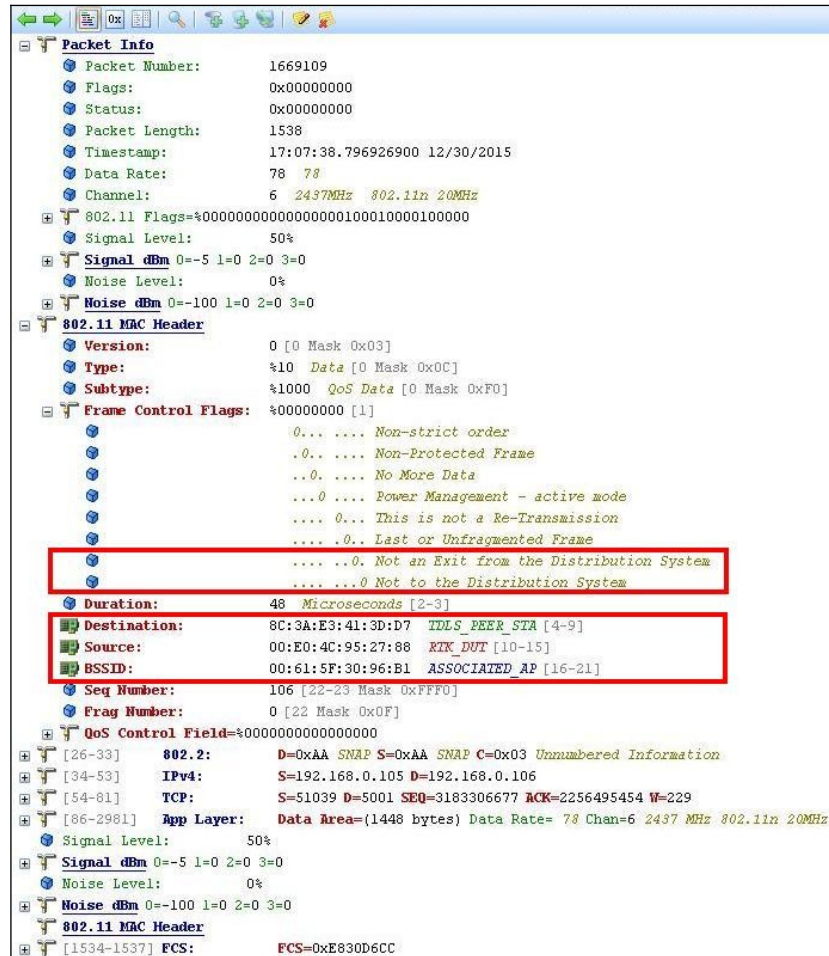 0x
Packet Info
Packet Number: 1669109
Flags: 0x00000000
Status: 0x00000000
Packet Length: 1538
Timestamp: 17:07:38.796926900 12/30/2015
Data Rate: 78 78
Channel: 6 2437MHz 802.11n 20MHz
802.11 Flags=%00000000000000000100010000100000
Signal Level: 50%
Signal dBm 0=-5 1=0 2=0 3=0
Noise Level: 0%
Noise dBm 0=-100 1=0 2=0 3=0
802.11 MAC Header
Version: 0 [0 Mask 0x03]
Type: %10 Data [0 Mask 0x0C]
Subtype: %1000 QoS Data [0 Mask 0xF0]
Frame Control Flags: %00000000 [1]
0... .... Non-strict order
.0.. .... Non-Protected Frame
..0. .... No More Data
...0 .... Power Management - active mode
.... 0... This is not a Re-Transmission
.... .0.. Last or Unfragmented Frame
.... ..0. Not an Exit from the Distribution System
.... ...0 Not to the Distribution System
Duration: 48 Microseconds [2-3]
Destination: 8C:3A:E3:41:3D:D7 TDLS_PEER_STA [4-9]
Source: 00:E0:4C:95:27:88 RTK_DUT [10-15]
BSSID: 00:61:5F:30:96:B1 ASSOCIATED_AP [16-21]
Seq Number: 106 [22-23 Mask 0xFFF0]
Frag Number: 0 [22 Mask 0x0F]
QoS Control Field=%0000000000000000
[26-33] 802.2: D=0xAA SNAP S=0xAA SNAP C=0x03 Unnumbered Information
[34-53] IPv4: S=192.168.0.105 D=192.168.0.106
[54-81] TCP: S=51039 D=5001 SEQ=3183306677 ACK=2256495454 W=229
[86-2981] App Layer: Data Area=(1448 bytes) Data Rate= 78 Chan=6 2437 MHz 802.11n 20MHz
Signal Level: 50%
Signal dBm 0=-5 1=0 2=0 3=0
Noise Level: 0%
Noise dBm 0=-100 1=0 2=0 3=0
802.11 MAC Header
[1534-1537] FCS: FCS=0xE830D6CC